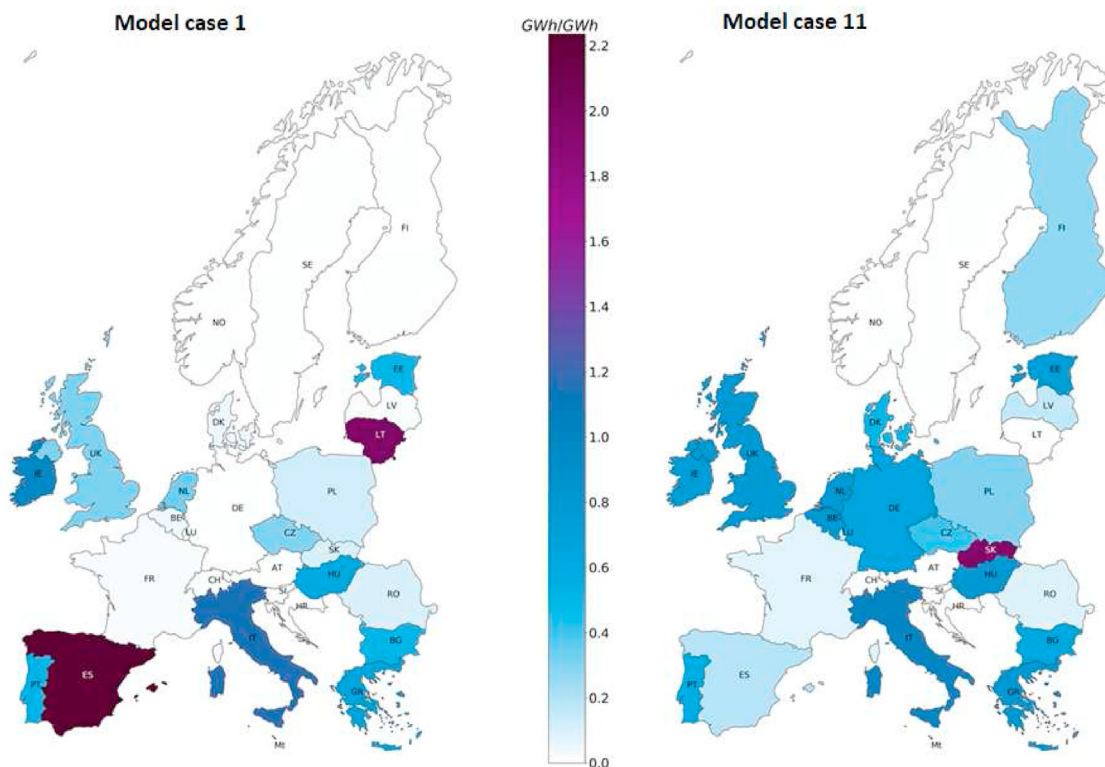 Model case 1
GWh/GWh
Model case 11
2.2
2.0
1.8
1.6
1.4
1.2
1.0
0.8
0.6
0.4
0.2
0.0
FI
SE
NO
EE
LV
LT
DK
IE
UK
NL
BE
LU
DE
PL
CZ
SK
AT
HU
CH
SI
HR
FR
RO
IT
BG
PT
ES
GR
Mt
FI
SE
NO
EE
LV
LT
DK
IE
UK
NL
BE
LU
DE
PL
CZ
SK
AT
HU
CH
SI
HR
FR
RO
IT
BG
PT
ES
GR
Mt